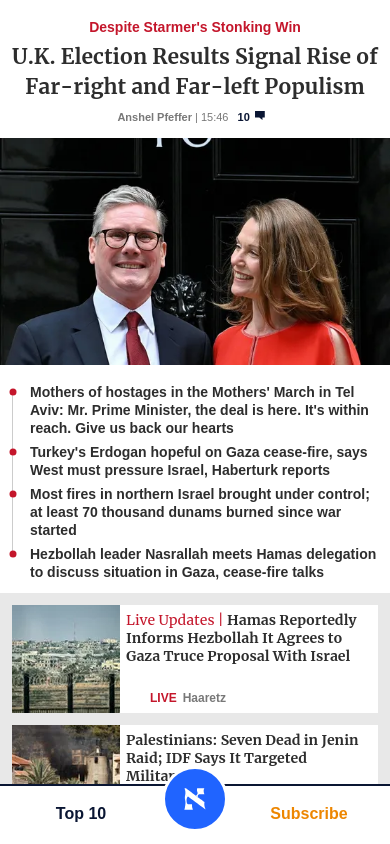 Despite Starmer's Stonking Win
U.K. Election Results Signal Rise of
Far-right and Far-left Populism
Anshel Pfeffer | 15:46 10
Mothers of hostages in the Mothers' March in Tel
Aviv: Mr. Prime Minister, the deal is here. It's within
reach. Give us back our hearts
Turkey's Erdogan hopeful on Gaza cease-fire, says
West must pressure Israel, Haberturk reports
Most fires in northern Israel brought under control;
at least 70 thousand dunams burned since war
started
Hezbollah leader Nasrallah meets Hamas delegation
to discuss situation in Gaza, cease-fire talks
Live Updates | Hamas Reportedly
Informs Hezbollah It Agrees to
Gaza Truce Proposal With Israel
LIVE Haaretz
Palestinians: Seven Dead in Jenin
Raid; IDF Says It Targeted
Top 10
Subscribe